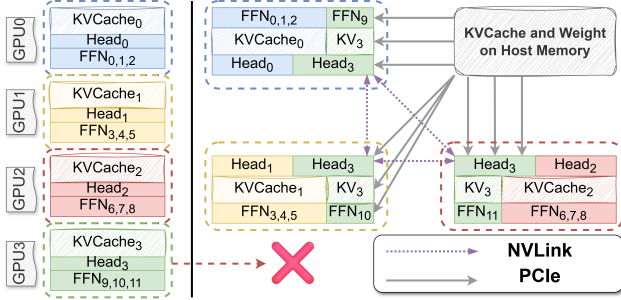 GPU0
KVCache0
Head0
FFN0,1,2
GPU1
KVCache1
Head1
FFN3,4,5
GPU2
KVCache2
Head2
FFN6,7,8
GPU3
KVCache3
Head3
FFN9,10,11
FFN0,1,2 FFN9
KVCache0 KV3
Head0 Head3
KVCache and Weight
on Host Memory
Head1 Head3
KVCache1 KV3
FFN3,4,5 FFN10
Head3 Head2
KV3 KVCache2
FFN11 FFN6,7,8
NVLink
PCIe